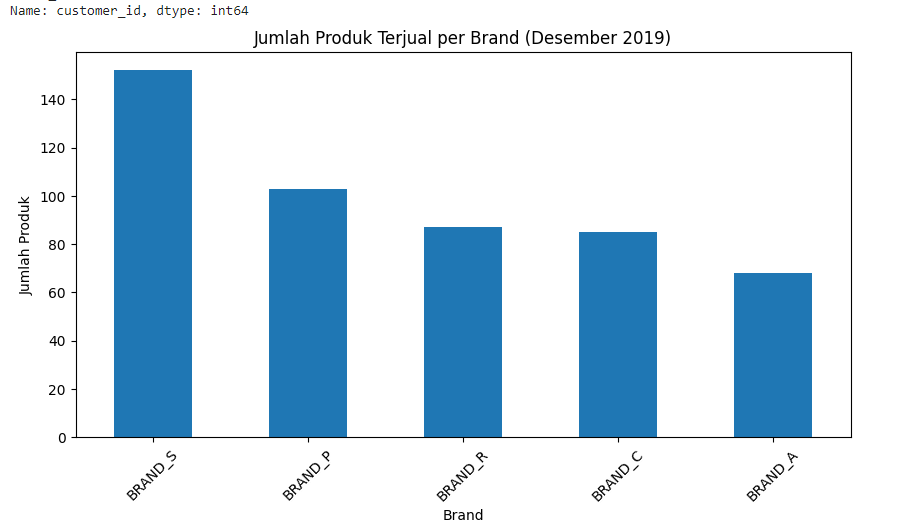 Name: customer_id, dtype: int64
Jumlah Produk Terjual per Brand (Desember 2019)
Jumlah Produk
140
120
100
80
60
40
20
0
BRAND_S
BRAND_P
BRAND_R
BRAND_C
BRAND_A
Brand